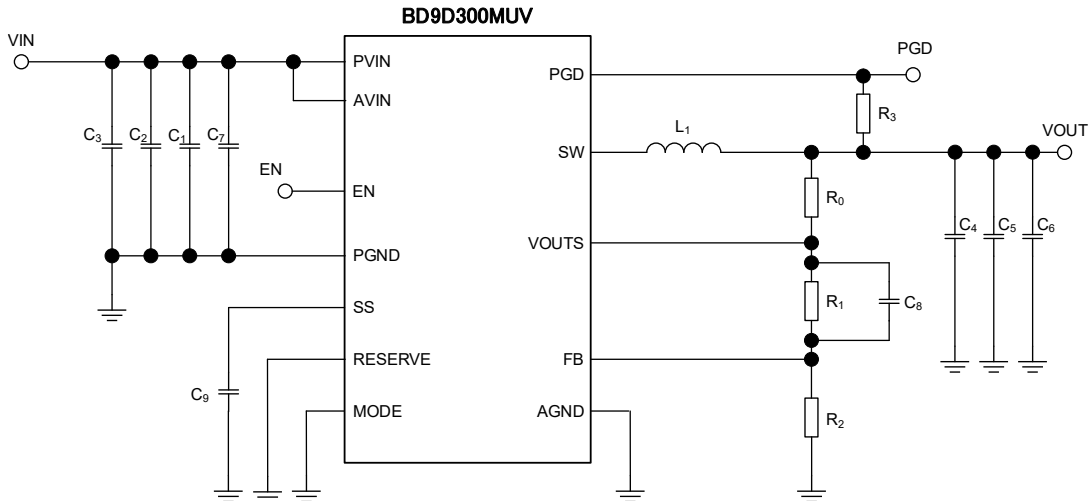 BD9D300MUV
VIN
PVIN
AVIN
C3
C2
C1
C7
EN
EN
PGND
SS
RESERVE
C9
MODE
PGD
PGD
R3
L1
VOUT
SW
R0
VOUTS
C4
C5
C6
R1
C8
FB
AGND
R2